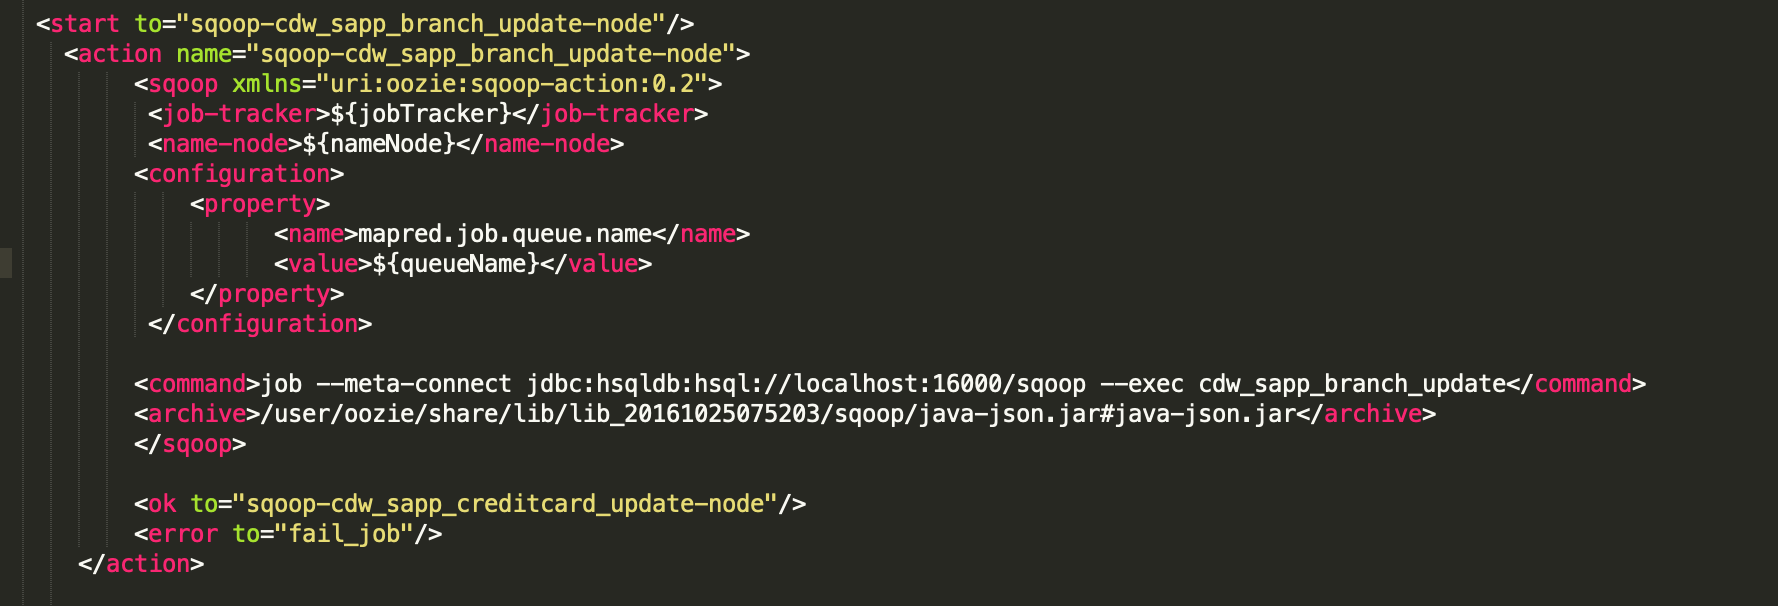 <start to="sqoop-cdw_sapp_branch_update-node"/>
<action name="sqoop-cdw_sapp_branch_update-node">
<sqoop xmlns="uri:oozie:sqoop-action:0.2">
<job-tracker>${jobTracker}</job-tracker>
<name-node>${nameNode}</name-node>
<configuration>
<property>
<name>mapred.job.queue.name</name>
<value>${queueName}</value>
</property>
</configuration>
<command>job --meta-connect jdbc:hsqldb:hsql://localhost:16000/sqoop --exec cdw_sapp_branch_update</command>
<archive>/user/oozie/share/lib/lib_20161025075203/sqoop/java-json.jar#java-json.jar</archive>
</sqoop>
<ok to="sqoop-cdw_sapp_creditcard_update-node"/>
<error to="fail_job"/>
</action>